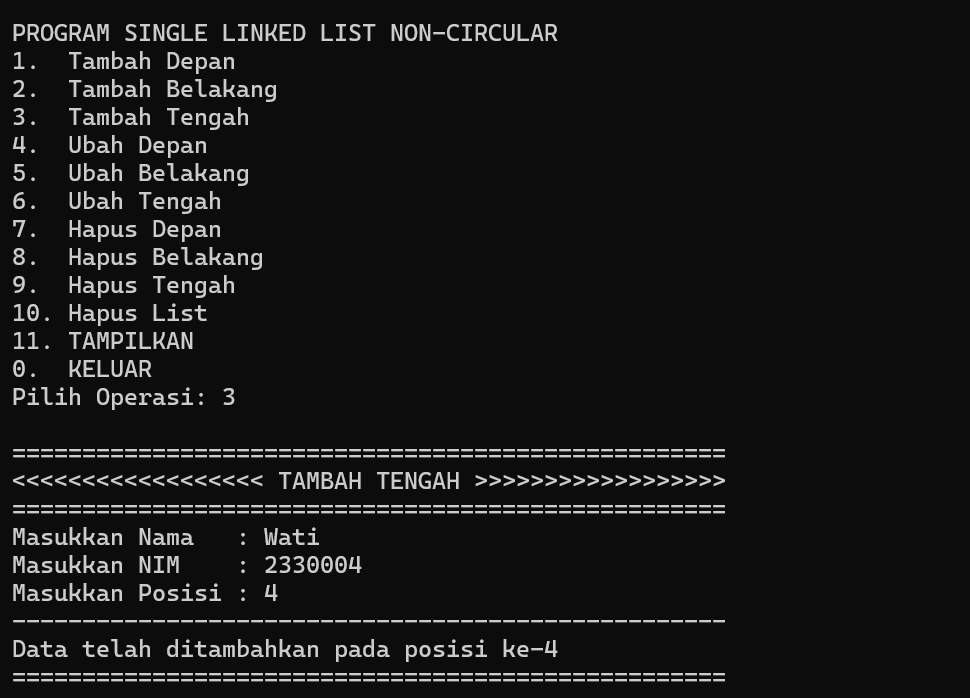 PROGRAM SINGLE LINKED LIST NON-CIRCULAR
1.  Tambah Depan
2.  Tambah Belakang
3.  Tambah Tengah
4.  Ubah Depan
5.  Ubah Belakang
6.  Ubah Tengah
7.  Hapus Depan
8.  Hapus Belakang
9.  Hapus Tengah
10. Hapus List
11. TAMPILKAN
0.  KELUAR
Pilih Operasi: 3
===================================================
<<<<<<<<<<<<<<<<<< TAMBAH TENGAH >>>>>>>>>>>>>>>>>>
===================================================
Masukkan Nama   : Wati
Masukkan NIM    : 2330004
Masukkan Posisi : 4
---------------------------------------------------
Data telah ditambahkan pada posisi ke-4
===================================================